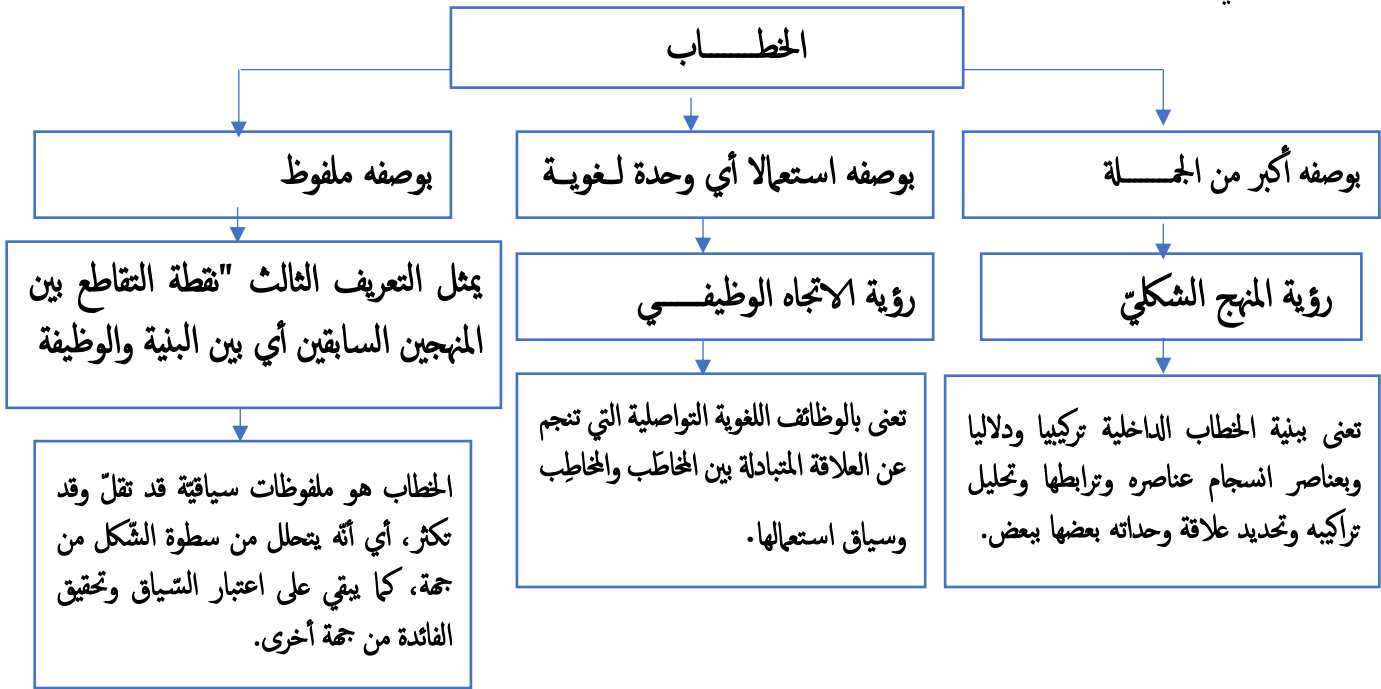 الخطـــــــاب
بوصفه أكبر من الجمـــــلة
بوصفه استعمالا أي وحدة لـغويـة
بوصفه ملفوظ
رؤية المنهج الشكليّ
رؤية الاتجاه الوظيفـــــي
يمثل التعريف الثالث "نقطة التقاطع بين
المنهجين السابقين أي بين البنية والوظيفة
تعنى ببنية الخطاب الداخلية تركيبيا ودلاليا
وبعناصر انسجام عناصره وترابطها وتحليل
تراكيبه وتحديد علاقة وحداته بعضها ببعض.
تعنى بالوظائف اللغوية التواصلية التي تنجم
عن العلاقة المتبادلة بين المخاطَب والمخاطِب
وسياق استعمالها.
الخطاب هو ملفوظات سياقيّة قد تقلّ وقد
تكثر، أي أنّه يتحلل من سطوة الشّكل من
جهة، كما يبقي على اعتبار السّياق وتحقيق
الفائدة من جهة أخرى.